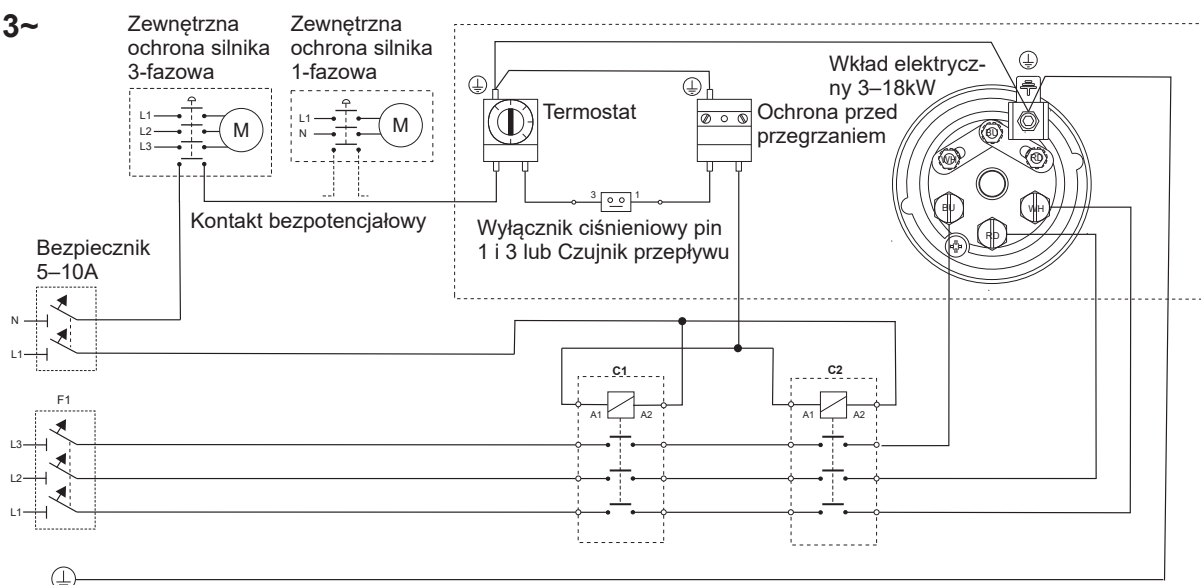 3~
Zewnętrzna
ochrona silnika
3-fazowa
Zewnętrzna
ochrona silnika
1-fazowa
L1
L2
L3
M
L1
N
M
Termostat
Ochrona przed
przegrzaniem
Wkład elektrycz-
ny 3–18kW
BU
WH
RD
BU
WH
RD
3
1
Kontakt bezpotencjałowy
Wyłącznik ciśnieniowy pin
1 i 3 lub Czujnik przepływu
Bezpiecznik
5–10A
N
L1
F1
L3
L2
L1
C1
A1
A2
C2
A1
A2